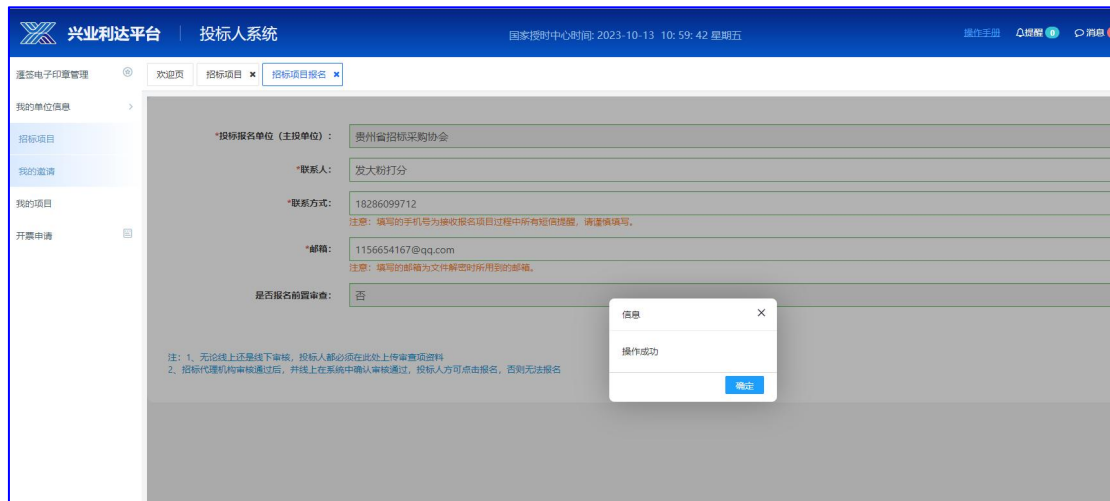 兴业利达平台 投标人系统 国家授时中心时间: 2023-10-13 10: 59: 42 星期五 操作手册 提醒 0 消息
电子印章管理 欢迎页 招标项目 × 招标项目报名 ×
我的单位信息 >
招标项目
我的邀请
我的项目
开票申请
*投标报名单位（主投单位）: 贵州省招标采购协会
*联系人: 发大粉打分
*联系方式: 18286099712
注意：填写的手机号为接收报名项目过程中所有短信提醒，请谨慎填写。
*邮箱: 1156654167@qq.com
注意：填写的邮箱为文件解密时所用到的邮箱。
是否报名前置审查: 否
信息 ×
操作成功
确定
注：1、无论线上还是线下审核，投标人都必须在此处上传审查项资料
2、招标代理机构审核通过后，并线上在系统中确认审核通过，投标人方可点击报名，否则无法报名